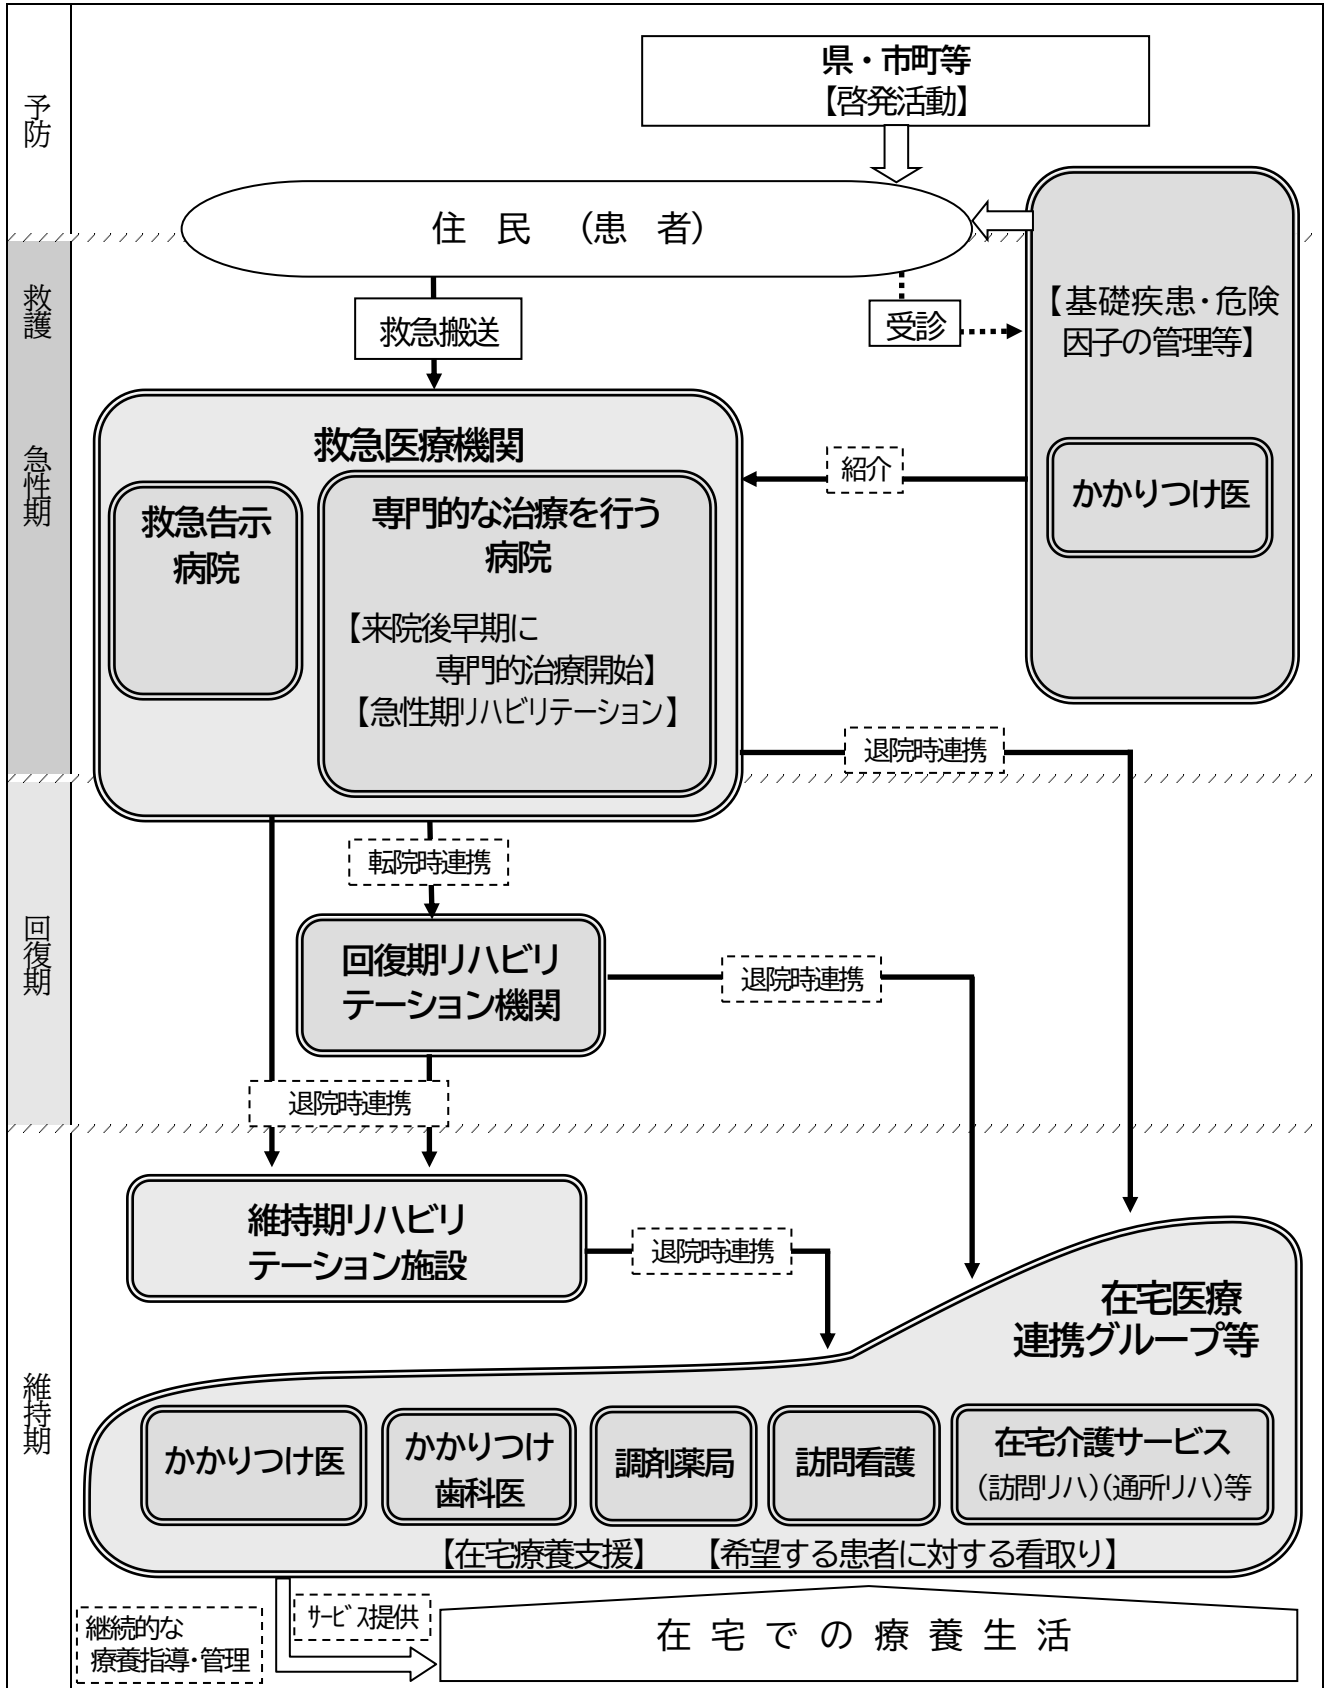 予防
県・市町等
【啓発活動】
住 民 （患 者）
救護
救急搬送
受診
【基礎疾患・危険
因子の管理等】
急性期
救急医療機関
紹介
かかりつけ医
救急告示
病院
専門的な治療を行う
病院
【来院後早期に
専門的治療開始】
【急性期リハビリテーション】
退院時連携
回復期
転院時連携
回復期リハビリ
テーション機関
退院時連携
退院時連携
維持期
維持期リハビリ
テーション施設
退院時連携
在宅医療
連携グループ等
かかりつけ医
かかりつけ
歯科医
調剤薬局
訪問看護
在宅介護サービス
（訪問リハ）（通所リハ）等
【在宅療養支援】 【希望する患者に対する看取り】
継続的な
療養指導・管理
ｻｰﾋﾞｽ提供
在 宅 で の 療 養 生 活